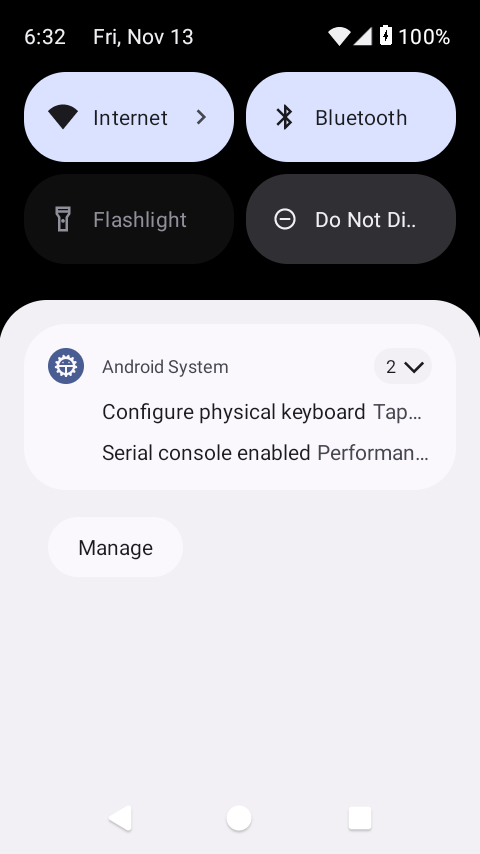 6:32 Fri, Nov 13 100%
Internet
Bluetooth
Flashlight
Do Not Di..
Android System 2
Configure physical keyboard Tap...
Serial console enabled Performan...
Manage